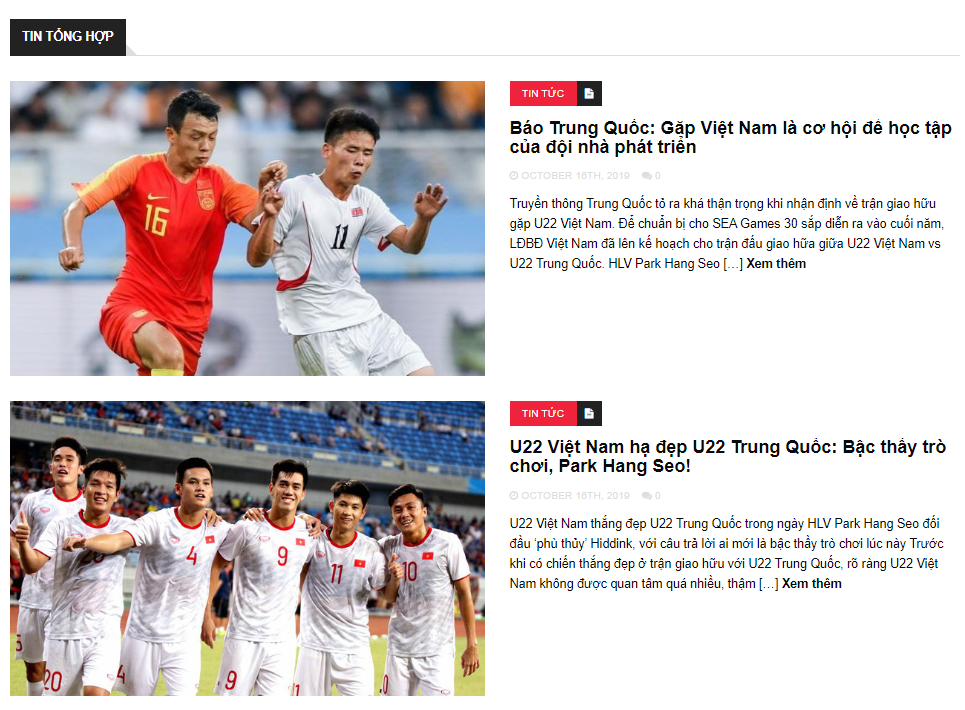 TIN TỔNG HỢP
16
11
TIN TỨC
Báo Trung Quốc: Gặp Việt Nam là cơ hội để học tập
của đội nhà phát triển
OCTOBER 16TH, 2019 0
Truyền thông Trung Quốc tỏ ra khá thận trọng khi nhận định về trận giao hữu
gặp U22 Việt Nam. Để chuẩn bị cho SEA Games 30 sắp diễn ra vào cuối năm,
LĐBĐ Việt Nam đã lên kế hoạch cho trận đấu giao hữa giữa U22 Việt Nam vs
U22 Trung Quốc. HLV Park Hang Seo […] Xem thêm
4
9
11
10
20
9
TIN TỨC
U22 Việt Nam hạ đẹp U22 Trung Quốc: Bậc thầy trò
chơi, Park Hang Seo!
OCTOBER 16TH, 2019 0
U22 Việt Nam thắng đẹp U22 Trung Quốc trong ngày HLV Park Hang Seo đối
đầu ‘phù thủy’ Hiddink, với câu trả lời ai mới là bậc thầy trò chơi lúc này Trước
khi có chiến thắng đẹp ở trận giao hữu với U22 Trung Quốc, rõ ràng U22 Việt
Nam không được quan tâm quá nhiều, thậm […] Xem thêm